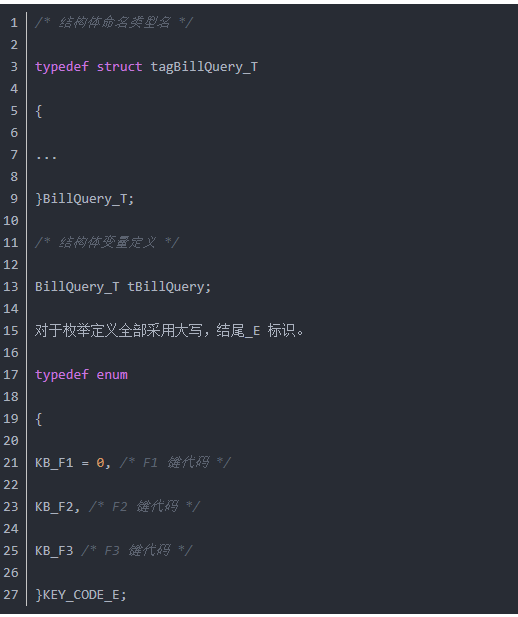 1 /* 结构体命名类型名 */
2
3 typedef struct tagBillQuery_T
4
5 {
6
7 ...
8
9 }BillQuery_T;
10
11 /* 结构体变量定义 */
12
13 BillQuery_T tBillQuery;
14
15 对于枚举定义全部采用大写，结尾_E 标识。
16
17 typedef enum
18
19 {
20
21 KB_F1 = 0, /* F1 键代码 */
22
23 KB_F2, /* F2 键代码 */
24
25 KB_F3 /* F3 键代码 */
26
27 }KEY_CODE_E;